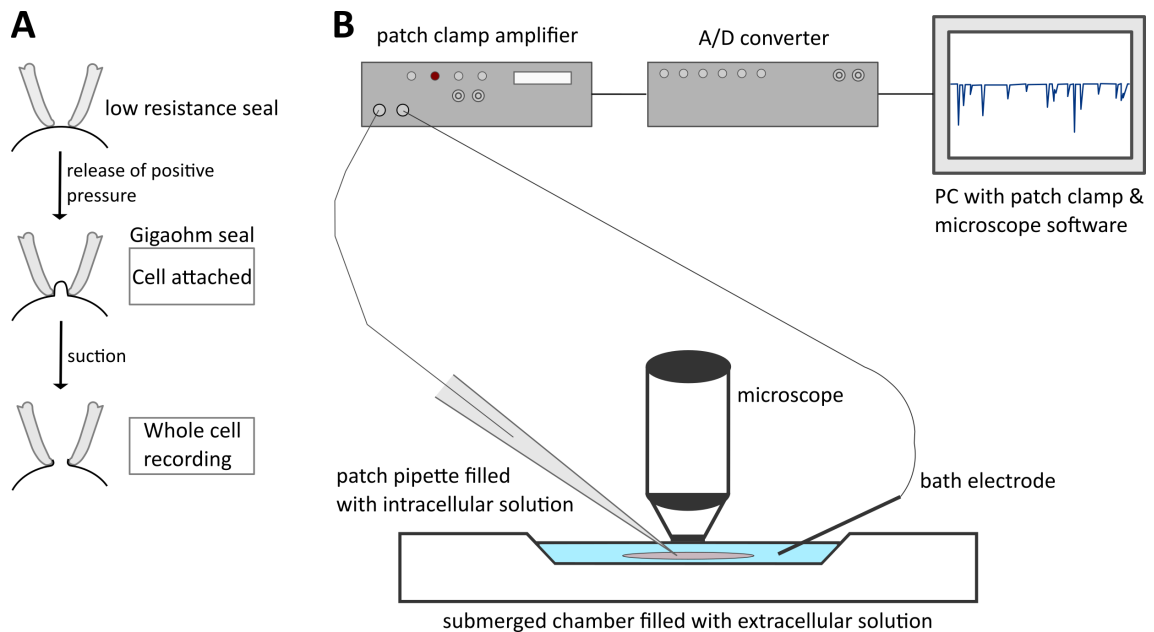 A
low resistance seal
release of positive
pressure
Gigaohm seal
Cell attached
suction
Whole cell
recording
B
patch clamp amplifier
A/D converter
PC with patch clamp &
microscope software
microscope
patch pipette filled
with intracellular solution
bath electrode
submerged chamber filled with extracellular solution